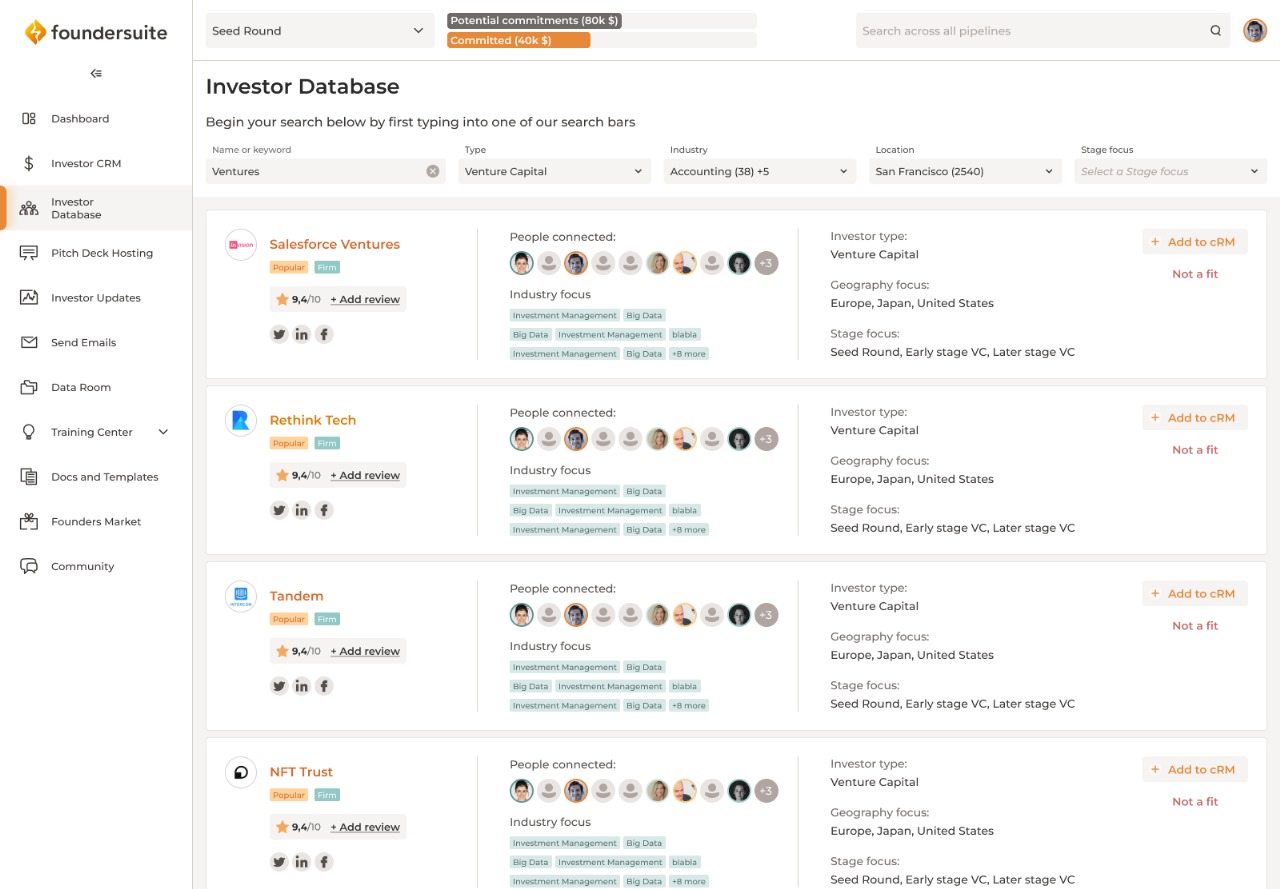 foundersuite
Seed Round
Potential commitments (80k $)
Committed (40k $)
Search across all pipelines
Dashboard
Investor CRM
Investor
Database
Pitch Deck Hosting
Investor Updates
Send Emails
Data Room
Training Center
Docs and Templates
Founders Market
Community
Investor Database
Begin your search below by first typing into one of our search bars
Name or keyword
Ventures
Type
Venture Capital
Industry
Accounting (38) +5
Location
San Francisco (2540)
Stage focus
Select a Stage focus
Salesforce Ventures
Popular Firm
9,4/10 + Add review
People connected:
+3
Industry focus
Investment Management Big Data
Big Data Investment Management blabla
Investment Management Big Data +8 more
Investor type:
Venture Capital
Geography focus:
Europe, Japan, United States
Stage focus:
Seed Round, Early stage VC, Later stage VC
+ Add to cRM
Not a fit
Rethink Tech
Popular Firm
9,4/10 + Add review
People connected:
+3
Industry focus
Investment Management Big Data
Big Data Investment Management blabla
Investment Management Big Data +8 more
Investor type:
Venture Capital
Geography focus:
Europe, Japan, United States
Stage focus:
Seed Round, Early stage VC, Later stage VC
+ Add to cRM
Not a fit
INTERCOM
Tandem
Popular Firm
9,4/10 + Add review
People connected:
+3
Industry focus
Investment Management Big Data
Big Data Investment Management blabla
Investment Management Big Data +8 more
Investor type:
Venture Capital
Geography focus:
Europe, Japan, United States
Stage focus:
Seed Round, Early stage VC, Later stage VC
+ Add to cRM
Not a fit
NFT Trust
Popular Firm
9,4/10 + Add review
People connected:
+3
Industry focus
Investment Management Big Data
Big Data Investment Management blabla
Investment Management Big Data +8 more
Investor type:
Venture Capital
Geography focus:
Europe, Japan, United States
Stage focus:
Seed Round, Early stage VC, Later stage VC
+ Add to cRM
Not a fit